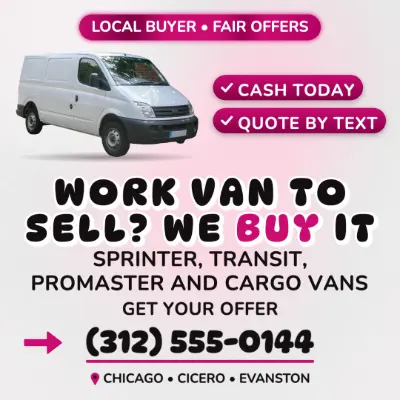 LOCAL BUYER • FAIR OFFERS
CASH TODAY
QUOTE BY TEXT
WORK VAN TO
SELL? WE BUY IT
SPRINTER, TRANSIT,
PROMASTER AND CARGO VANS
GET YOUR OFFER
(312) 555-0144
CHICAGO • CICERO • EVANSTON